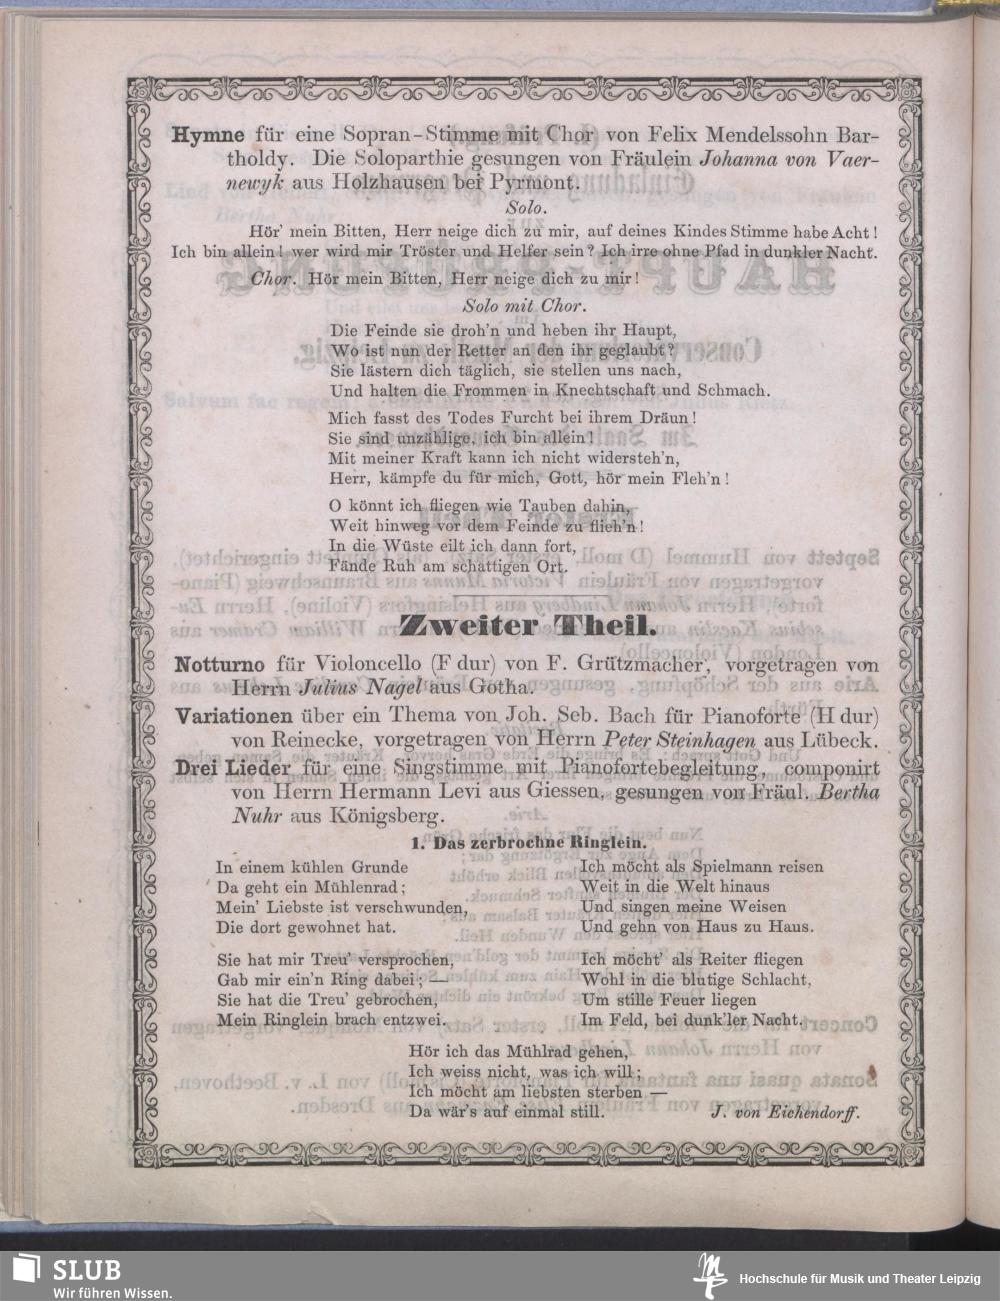 Hymne für eine Sopran-Stimme mit Chor von Felix Mendelssohn Bar-
tholdy. Die Soloparthie gesungen von Fräulein Johanna von Vaer-
newyk aus Holzhausen bei Pyrmont.
Solo.
Hör' mein Bitten, Herr neige dich zu mir, auf deines Kindes Stimme habe Acht!
Ich bin allein! wer wird mir Tröster und Helfer sein? Ich irre ohne Pfad in dunkler Nacht.
Chor. Hör mein Bitten, Herr neige dich zu mir!
Solo mit Chor.
Die Feinde sie droh'n und heben ihr Haupt,
Wo ist nun der Retter an den ihr geglaubt?
Sie lästern dich täglich, sie stellen uns nach,
Und halten die Frommen in Knechtschaft und Schmach.
Mich fasst des Todes Furcht bei ihrem Dräun!
Sie sind unzählige, ich bin allein!
Mit meiner Kraft kann ich nicht widersteh'n,
Herr, kämpfe du für mich, Gott, hör mein Fleh'n!
O könnt ich fliegen wie Tauben dahin,
Weit hinweg vor dem Feinde zu flieh'n!
In die Wüste eilt ich dann fort,
Fände Ruh am schattigen Ort.
Zweiter Theil.
Notturno für Violoncello (F dur) von F. Grützmacher, vorgetragen von
Herrn Julius Nagel aus Gotha.
Variationen über ein Thema von Joh. Seb. Bach für Pianoforte (H dur)
von Reinecke, vorgetragen von Herrn Peter Steinhagen aus Lübeck.
Drei Lieder für eine Singstimme mit Pianofortebegleitung, componirt
von Herrn Hermann Levi aus Giessen, gesungen von Fräul. Bertha
Nuhr aus Königsberg.
1. Das zerbrochne Ringlein.
In einem kühlen Grunde
Da geht ein Mühlenrad;
Mein' Liebste ist verschwunden,
Die dort gewohnet hat.
Sie hat mir Treu' versprochen,
Gab mir ein'n Ring dabei; —
Sie hat die Treu' gebrochen,
Mein Ringlein brach entzwei.
Ich möcht als Spielmann reisen
Weit in die Welt hinaus
Und singen meine Weisen
Und gehn von Haus zu Haus.
Ich möcht' als Reiter fliegen
Wohl in die blutige Schlacht,
Um stille Feuer liegen
Im Feld, bei dunk'ler Nacht.
Hör ich das Mühlrad gehen,
Ich weiss nicht, was ich will;
Ich möcht am liebsten sterben —
Da wär's auf einmal still.
J. von Eichendorff.
SLUB
Wir führen Wissen.
Hochschule für Musik und Theater Leipzig